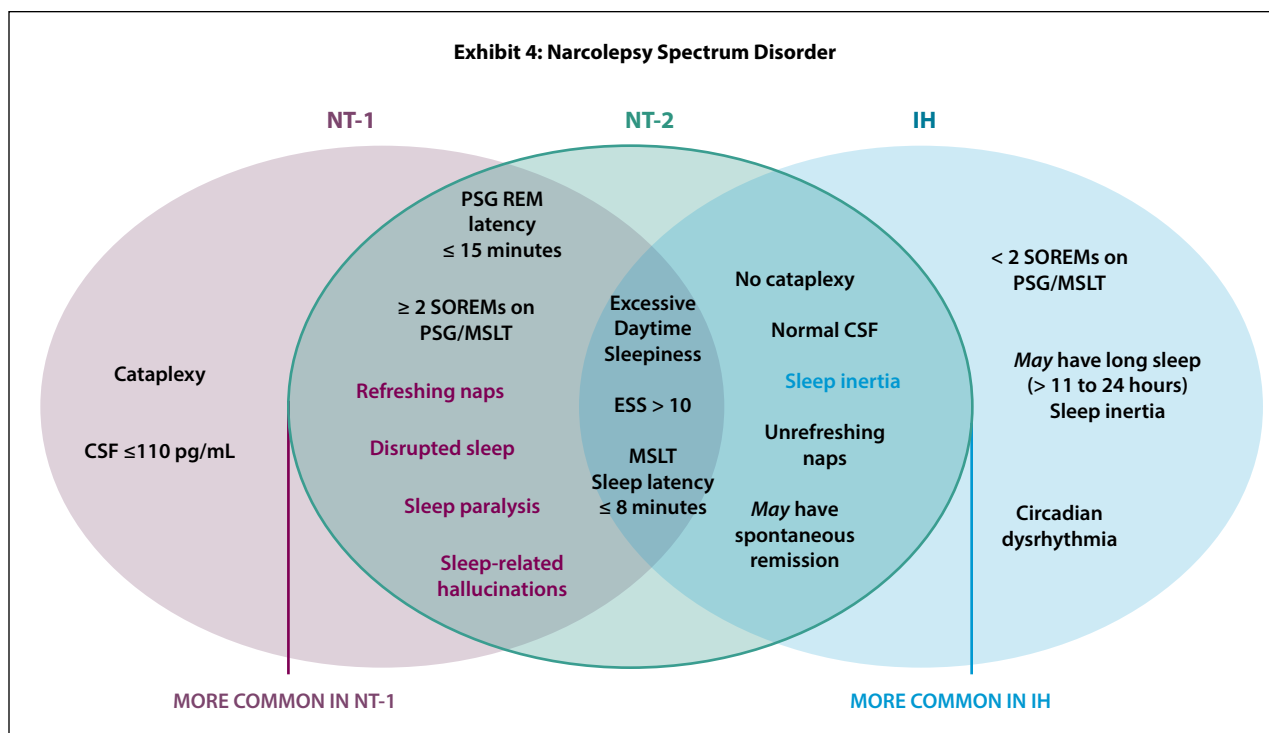 Exhibit 4: Narcolepsy Spectrum Disorder
NT-1
NT-2
IH
Cataplexy
CSF ≤110 pg/mL
PSG REM
latency
≤ 15 minutes
≥ 2 SOREMs on
PSG/MSLT
Refreshing naps
Disrupted sleep
Sleep paralysis
Sleep-related
hallucinations
Excessive
Daytime
Sleepiness
ESS > 10
MSLT
Sleep latency
≤ 8 minutes
No cataplexy
Normal CSF
Sleep inertia
Unrefreshing
naps
May have
spontaneous
remission
< 2 SOREMs on
PSG/MSLT
May have long sleep
(> 11 to 24 hours)
Sleep inertia
Circadian
dysrhythmia
MORE COMMON IN NT-1
MORE COMMON IN IH